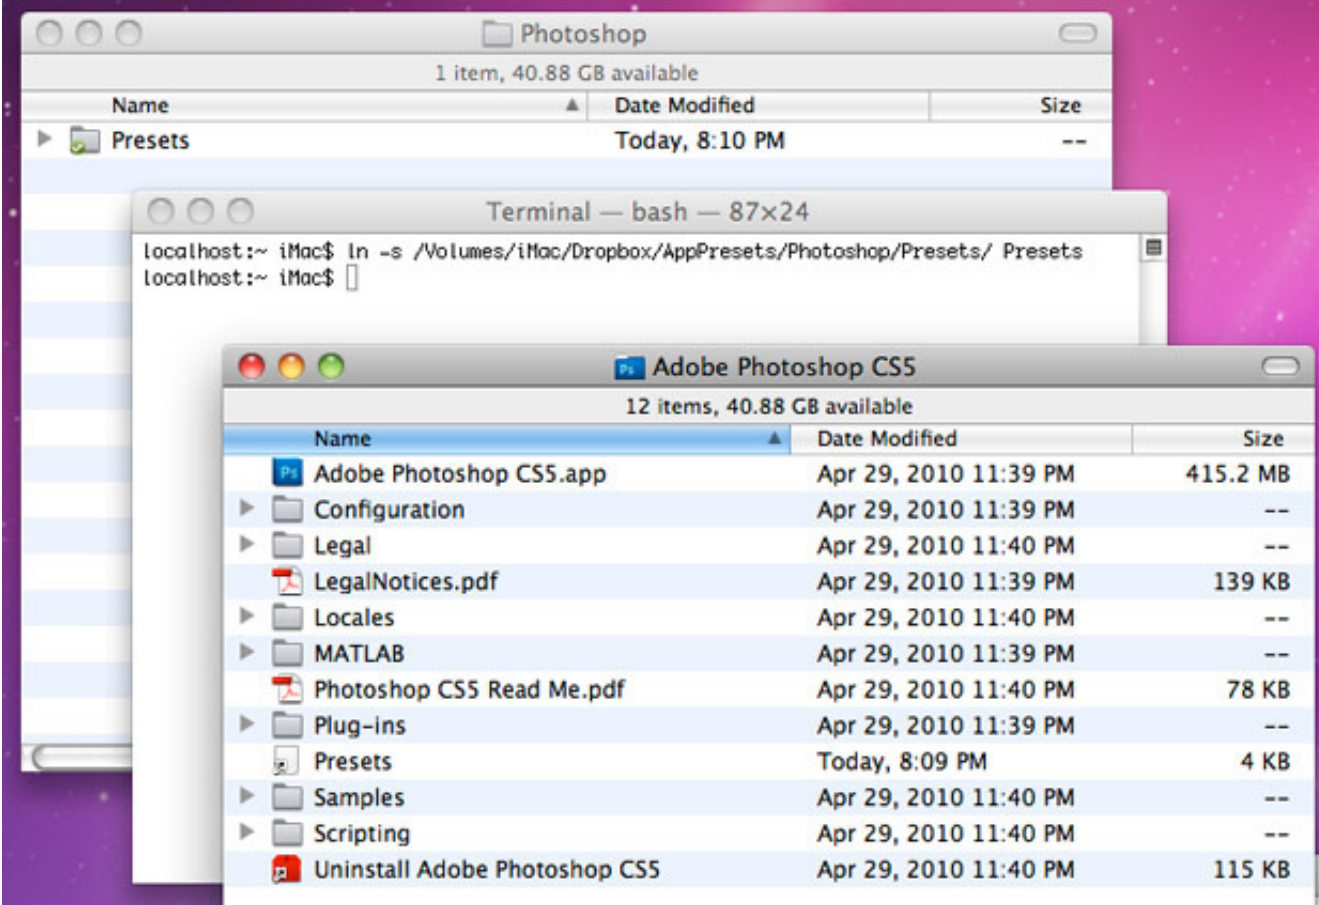 Photoshop
1 item, 40.88 GB available
Name Date Modified Size
Presets Today, 8:10 PM --
Terminal — bash — 87×24
localhost:~ iMac$ ln -s /Volumes/iMac/Dropbox/AppPresets/Photoshop/Presets/ Presets
localhost:~ iMac$
Adobe Photoshop CS5
12 items, 40.88 GB available
Name Date Modified Size
Ps Adobe Photoshop CS5.app Apr 29, 2010 11:39 PM 415.2 MB
Configuration Apr 29, 2010 11:39 PM --
Legal Apr 29, 2010 11:40 PM --
LegalNotices.pdf Apr 29, 2010 11:39 PM 139 KB
Locales Apr 29, 2010 11:40 PM --
MATLAB Apr 29, 2010 11:39 PM --
Photoshop CS5 Read Me.pdf Apr 29, 2010 11:40 PM 78 KB
Plug-ins Apr 29, 2010 11:39 PM --
Presets Today, 8:09 PM 4 KB
Samples Apr 29, 2010 11:40 PM --
Scripting Apr 29, 2010 11:40 PM --
Uninstall Adobe Photoshop CS5 Apr 29, 2010 11:40 PM 115 KB